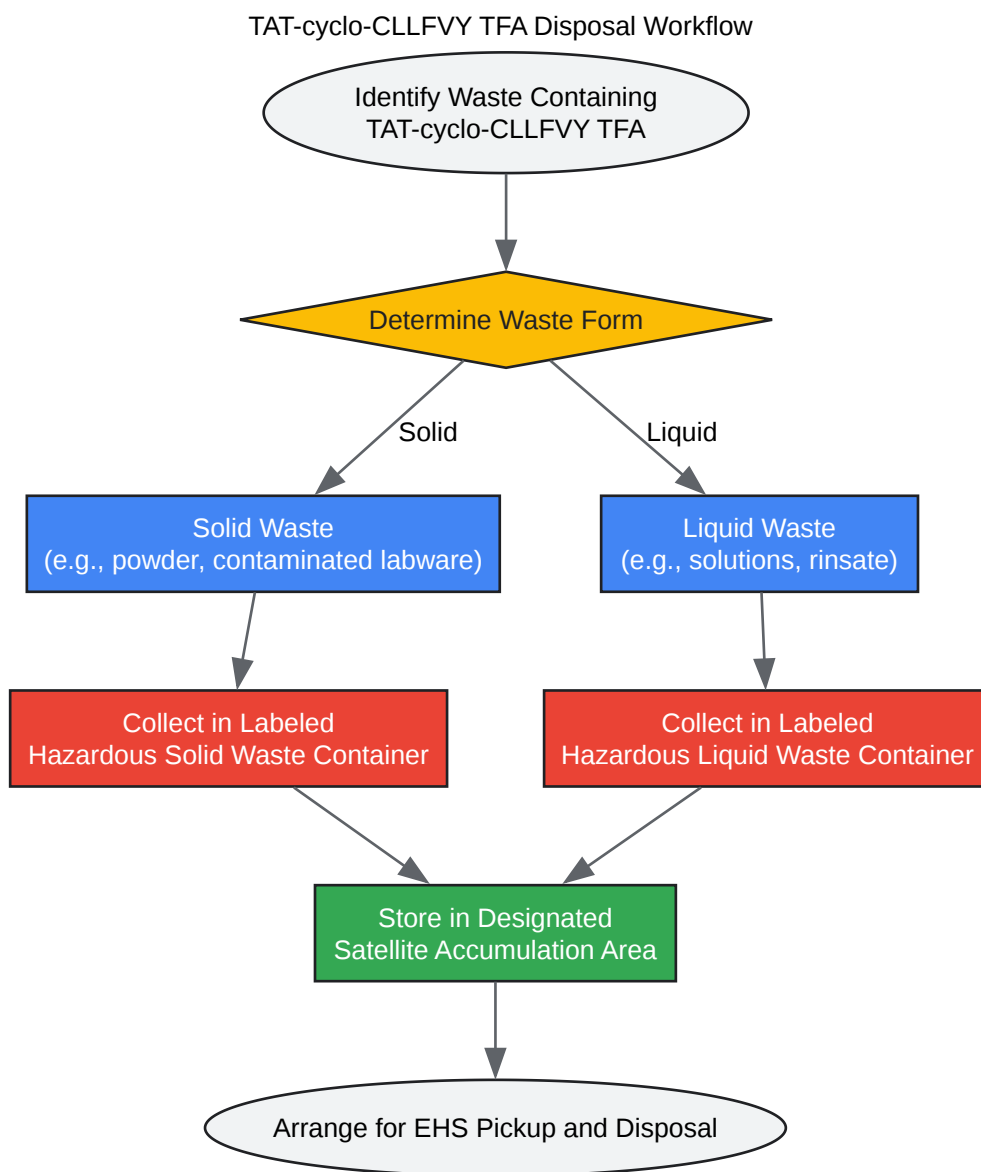 TAT-cyclo-CLLFVY TFA Disposal Workflow
Identify Waste Containing
TAT-cyclo-CLLFVY TFA
Determine Waste Form
Solid
Liquid
Solid Waste
(e.g., powder, contaminated labware)
Liquid Waste
(e.g., solutions, rinsate)
Collect in Labeled
Hazardous Solid Waste Container
Collect in Labeled
Hazardous Liquid Waste Container
Store in Designated
Satellite Accumulation Area
Arrange for EHS Pickup and Disposal